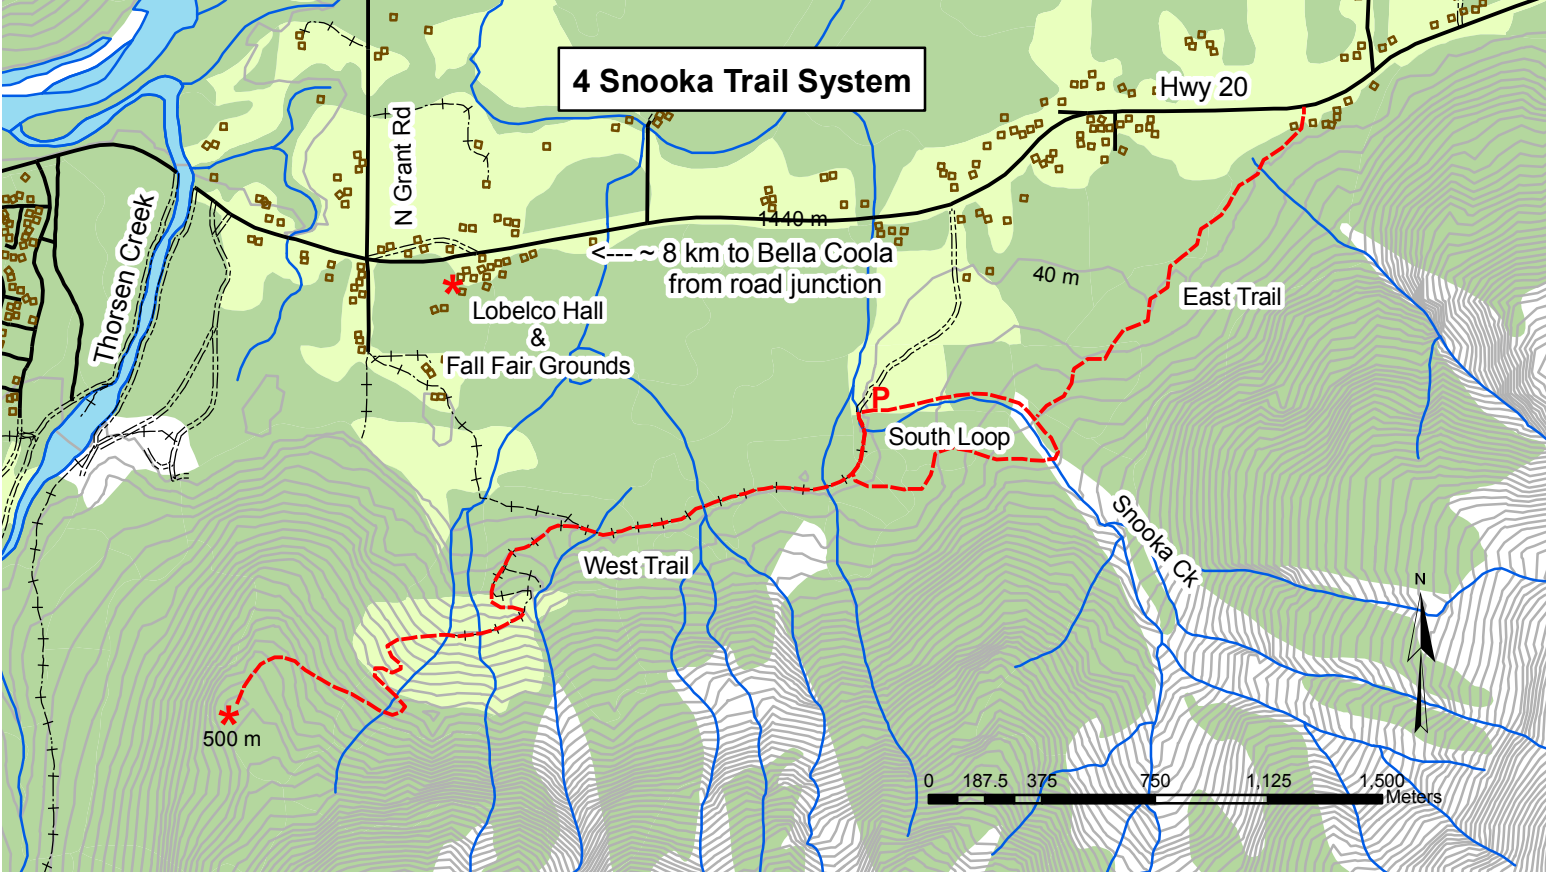 4 Snooka Trail System
Hwy 20
N Grant Rd
Thorsen Creek
1440 m
<--- ~ 8 km to Bella Coola
from road junction
40 m
East Trail
*
Lobelco Hall
&
Fall Fair Grounds
P
South Loop
Snooka Ck
West Trail
N
*
500 m
0 187.5 375 750 1,125 1,500
Meters